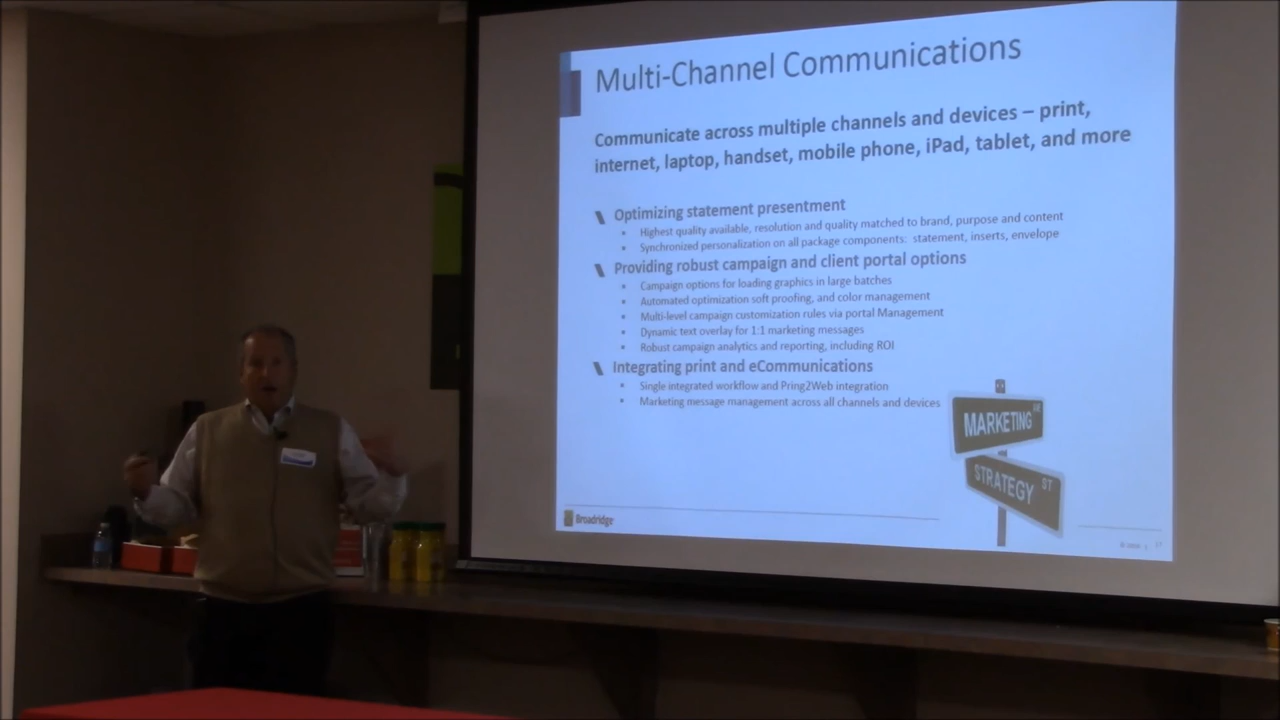 Multi-Channel Communications
Communicate across multiple channels and devices – print,
internet, laptop, handset, mobile phone, iPad, tablet, and more
Optimizing statement presentment
Highest quality available, resolution and quality matched to brand, purpose and content
Synchronized personalization on all package components: statement, inserts, envelope
Providing robust campaign and client portal options
Campaign options for loading graphics in large batches
Automated optimization soft proofing, and color management
Multi-level campaign customization rules via portal Management
Dynamic text overlay for 1:1 marketing messages
Robust campaign analytics and reporting, including ROI
Integrating print and eCommunications
Single integrated workflow and Pring2Web integration
Marketing message management across all channels and devices
MARKETING
STRATEGY ST
Broadridge